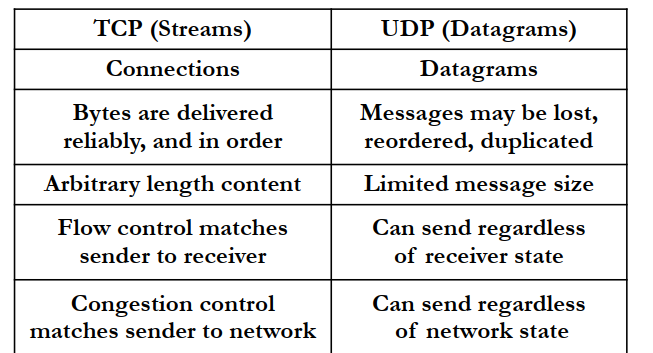 TCP (Streams)
UDP (Datagrams)
Connections
Datagrams
Bytes are delivered
reliably, and in order
Messages may be lost,
reordered, duplicated
Arbitrary length content
Limited message size
Flow control matches
sender to receiver
Can send regardless
of receiver state
Congestion control
matches sender to network
Can send regardless
of network state